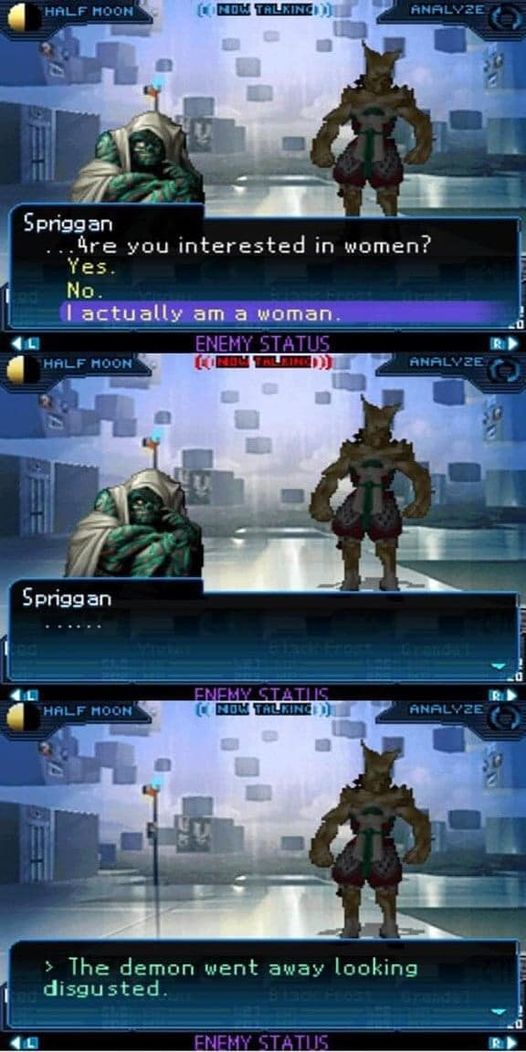 HALF MOON
NOW TALKING
ANALYZE
Spriggan
...Are you interested in women?
Yes.
No.
I actually am a woman.
L
ENEMY STATUS
R
HALF MOON
NOW TALKING
ANALYZE
Spriggan
......
L
ENEMY STATUS
R
HALF MOON
NOW TALKING
ANALYZE
> The demon went away looking
disgusted.
L
ENEMY STATUS
R